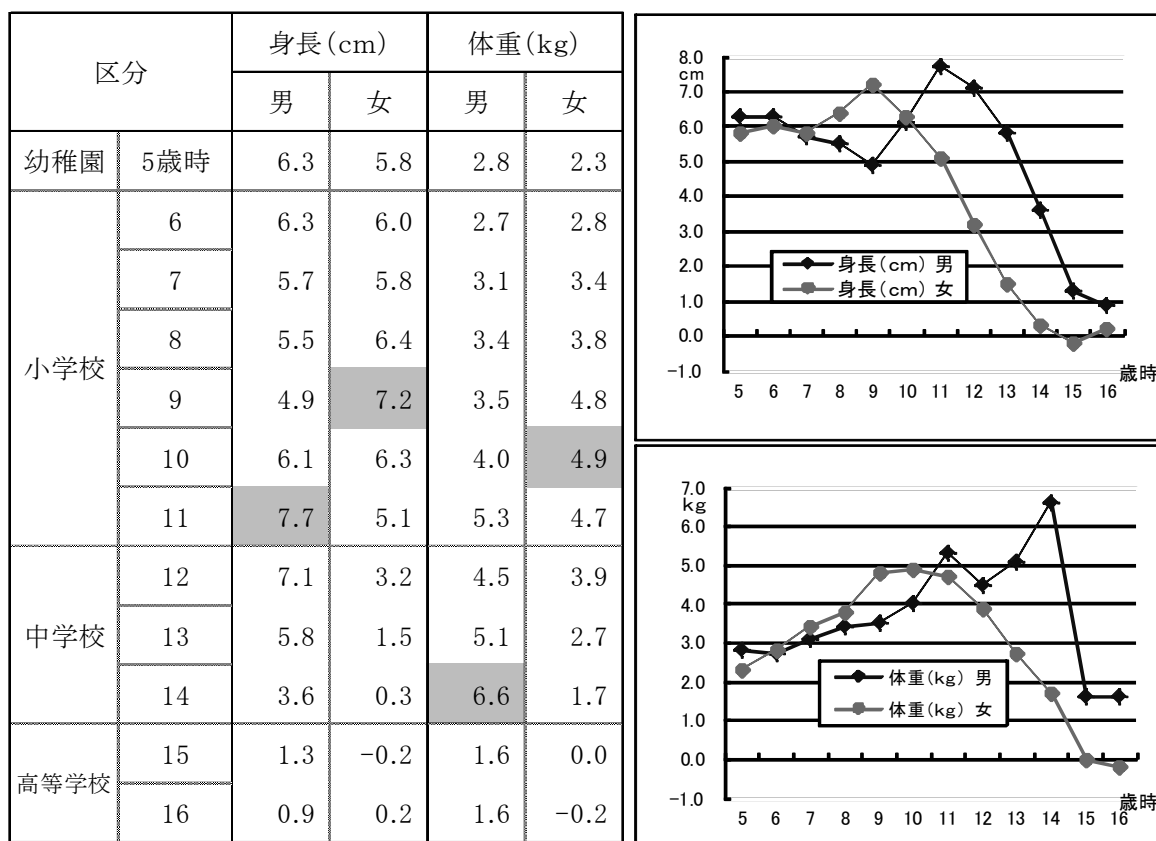 区分 身長(cm) 体重(kg)
男 女 男 女
幼稚園 5歳時 6.3 5.8 2.8 2.3
小学校 6 6.3 6.0 2.7 2.8
7 5.7 5.8 3.1 3.4
8 5.5 6.4 3.4 3.8
9 4.9 7.2 3.5 4.8
10 6.1 6.3 4.0 4.9
11 7.7 5.1 5.3 4.7
中学校 12 7.1 3.2 4.5 3.9
13 5.8 1.5 5.1 2.7
14 3.6 0.3 6.6 1.7
高等学校 15 1.3 -0.2 1.6 0.0
16 0.9 0.2 1.6 -0.2
8.0
cm
7.0
6.0
5.0
4.0
3.0
2.0
1.0
0.0
-1.0
身長(cm) 男
身長(cm) 女
歳時
5 6 7 8 9 10 11 12 13 14 15 16
7.0
kg
6.0
5.0
4.0
3.0
2.0
1.0
0.0
-1.0
体重(kg) 男
体重(kg) 女
歳時
5 6 7 8 9 10 11 12 13 14 15 16